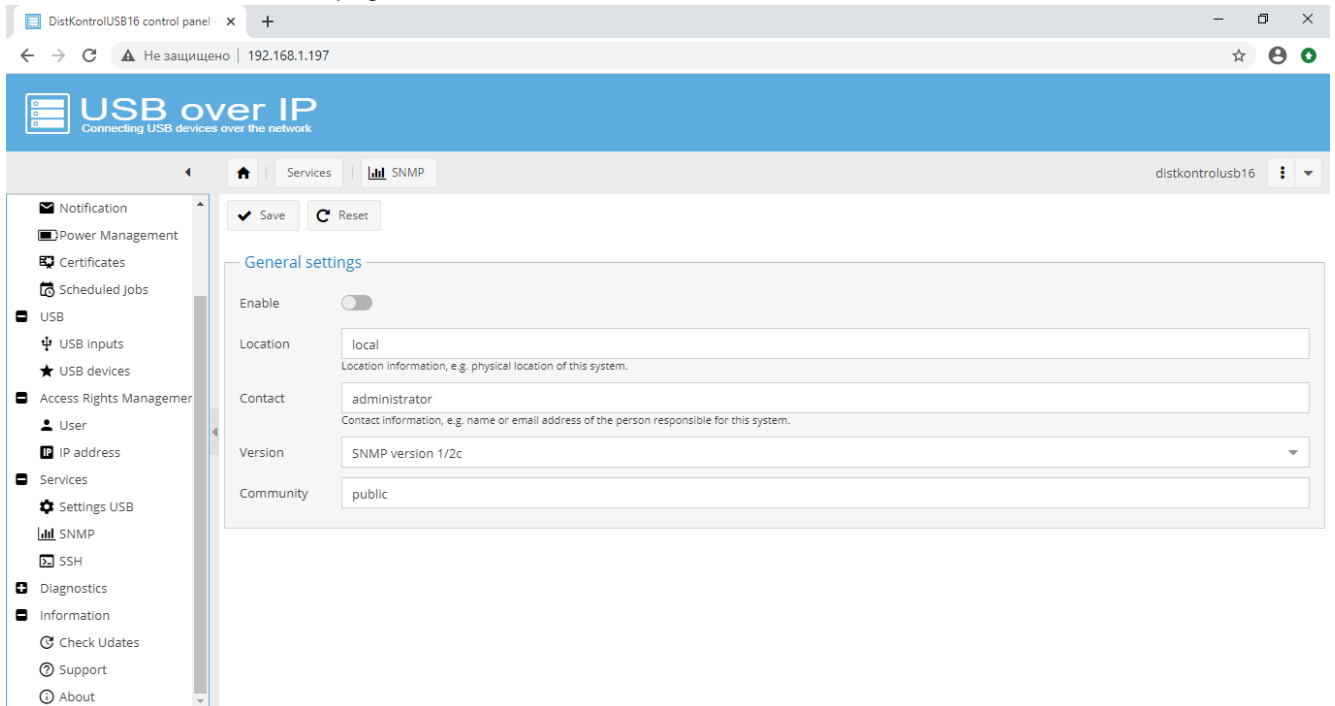 DistKontrolUSB16 control panel -
Не защищено | 192.168.1.197
USB over IP
Connecting USB devices over the network
Services
SNMP
distkontrolusb16
Notification
Power Management
Certificates
Scheduled Jobs
USB
USB inputs
USB devices
Access Rights Managemer
User
IP address
Services
Settings USB
SNMP
SSH
Diagnostics
Information
Check Udates
Support
About
Save
Reset
General settings
Enable
Location
local
Location information, e.g. physical location of this system.
Contact
administrator
Contact information, e.g. name or email address of the person responsible for this system.
Version
SNMP version 1/2c
Community
public